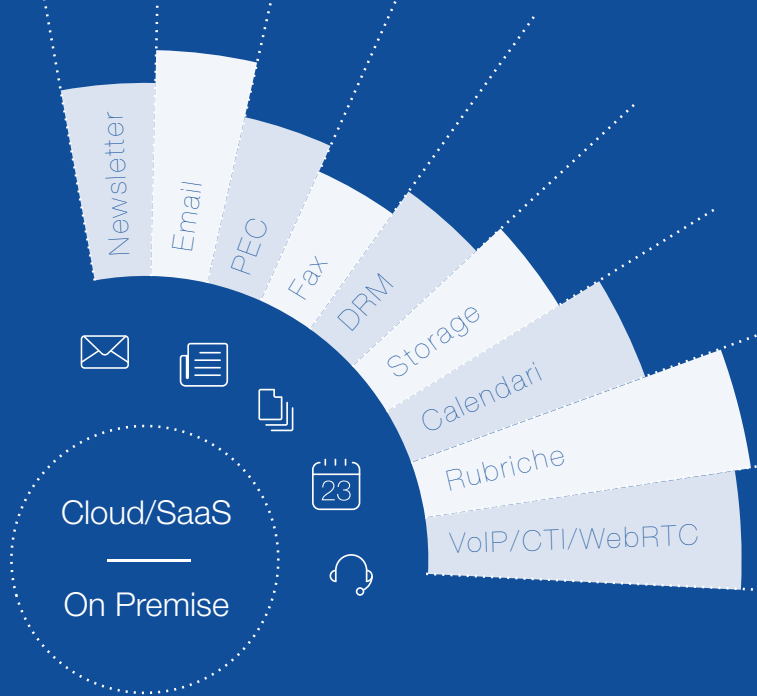 Newsletter
Email
PEC
Fax
DRM
Storage
Calendari
Rubriche
VoIP/CTI/WebRTC
23
Cloud/SaaS
On Premise